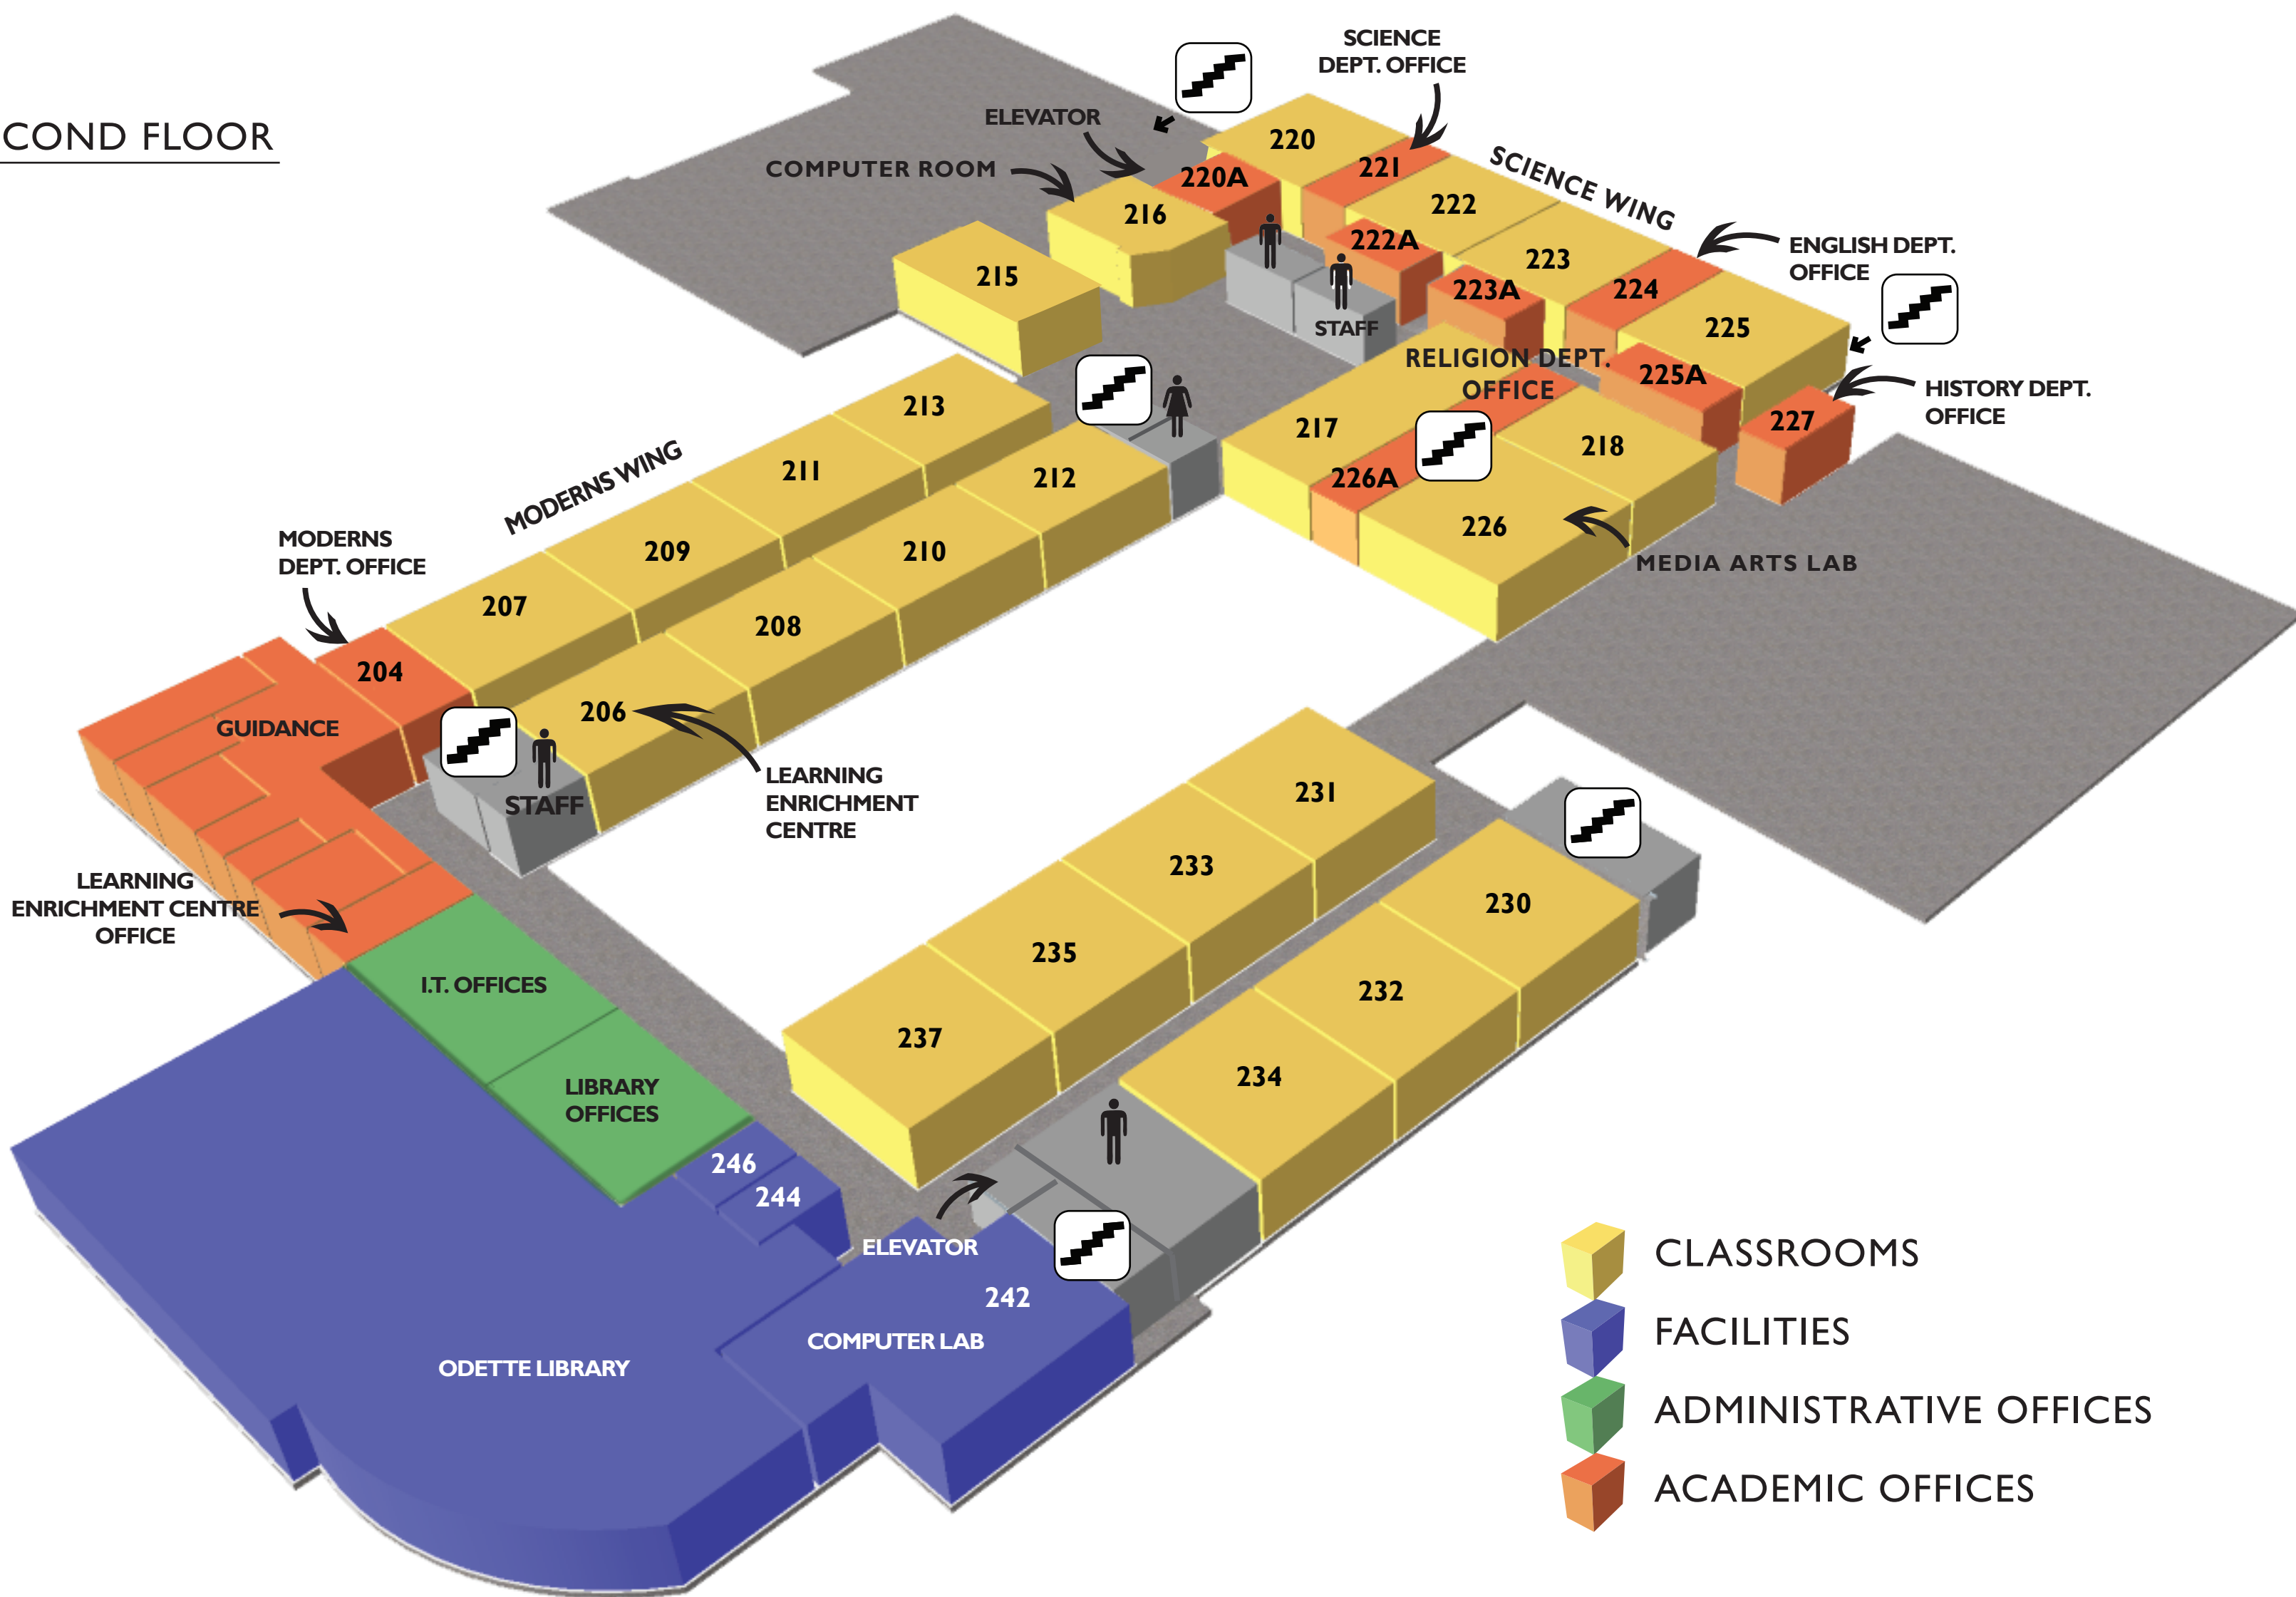 COND FLOOR
SCIENCE
DEPT. OFFICE
ELEVATOR
COMPUTER ROOM
220
221
220A
216
222
SCIENCE WING
222A
223
ENGLISH DEPT.
OFFICE
215
223A
224
STAFF
225
RELIGION DEPT.
OFFICE
225A
HISTORY DEPT.
OFFICE
227
213
217
218
226A
226
MEDIA ARTS LAB
MODERNS WING
211
212
209
210
MODERNS
DEPT. OFFICE
207
208
204
206
GUIDANCE
STAFF
LEARNING
ENRICHMENT
CENTRE
231
233
230
LEARNING
ENRICHMENT CENTRE
OFFICE
235
232
I.T. OFFICES
237
234
LIBRARY
OFFICES
246
244
ELEVATOR
242
COMPUTER LAB
ODETTE LIBRARY
CLASSROOMS
FACILITIES
ADMINISTRATIVE OFFICES
ACADEMIC OFFICES